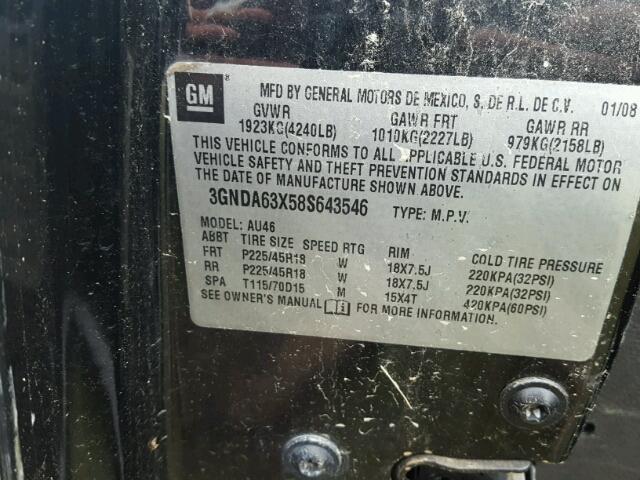 GM
MFD BY GENERAL MOTORS DE MEXICO, S. DE R.L. DE C.V. 01/08
GVWR GAWR FRT GAWR RR
1923KG(4240LB) 1010KG(2227LB) 979KG(2158LB)
THIS VEHICLE CONFORMS TO ALL APPLICABLE U.S. FEDERAL MOTOR
VEHICLE SAFETY AND THEFT PREVENTION STANDARDS IN EFFECT ON
THE DATE OF MANUFACTURE SHOWN ABOVE.
3GNDA63X58S643546 TYPE: M.P.V.
MODEL: AU46
ABBT TIRE SIZE SPEED RTG RIM COLD TIRE PRESSURE
FRT P225/45R18 W 18X7.5J 220KPA(32PSI)
RR P225/45R18 W 18X7.5J 220KPA(32PSI)
SPA T115/70D15 M 15X4T 420KPA(60PSI)
SEE OWNER'S MANUAL FOR MORE INFORMATION.